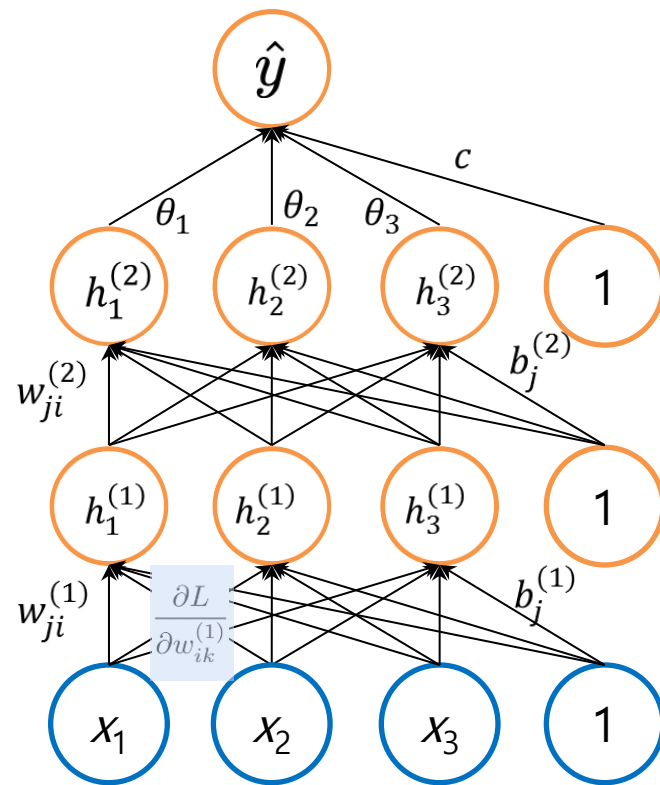 ŷ
c
θ₁ θ₂ θ₃
h₁⁽²⁾ h₂⁽²⁾ h₃⁽²⁾ 1
wⱼᵢ⁽²⁾ bⱼ⁽²⁾
h₁⁽¹⁾ h₂⁽¹⁾ h₃⁽¹⁾ 1
wⱼᵢ⁽¹⁾ ∂L/∂wᵢₖ⁽¹⁾ bⱼ⁽¹⁾
x₁ x₂ x₃ 1